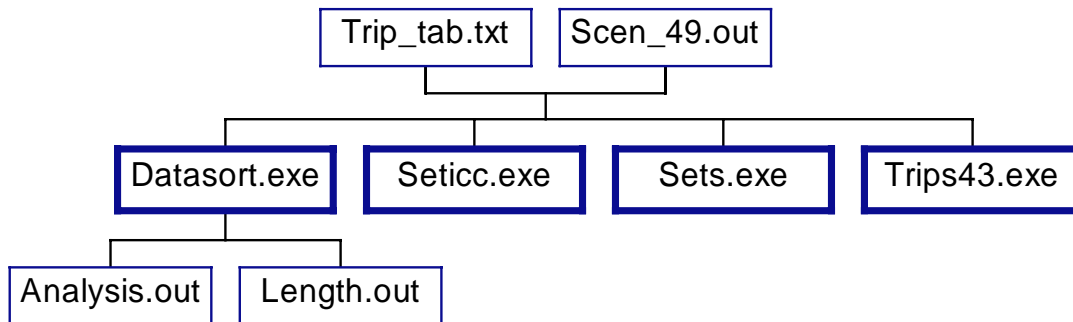 Trip_tab.txt
Scen_49.out
Datasort.exe
Seticc.exe
Sets.exe
Trips43.exe
Analysis.out
Length.out